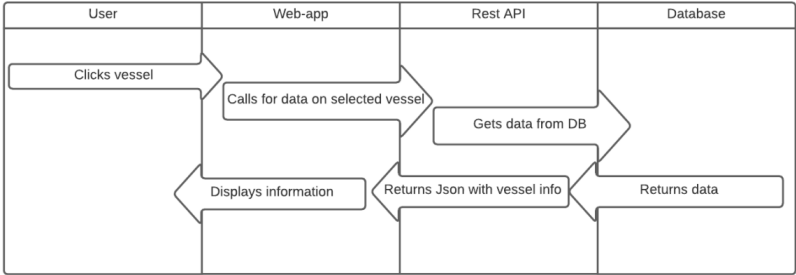 User
Web-app
Rest API
Database
Clicks vessel
Calls for data on selected vessel
Gets data from DB
Displays information
Returns Json with vessel info
Returns data